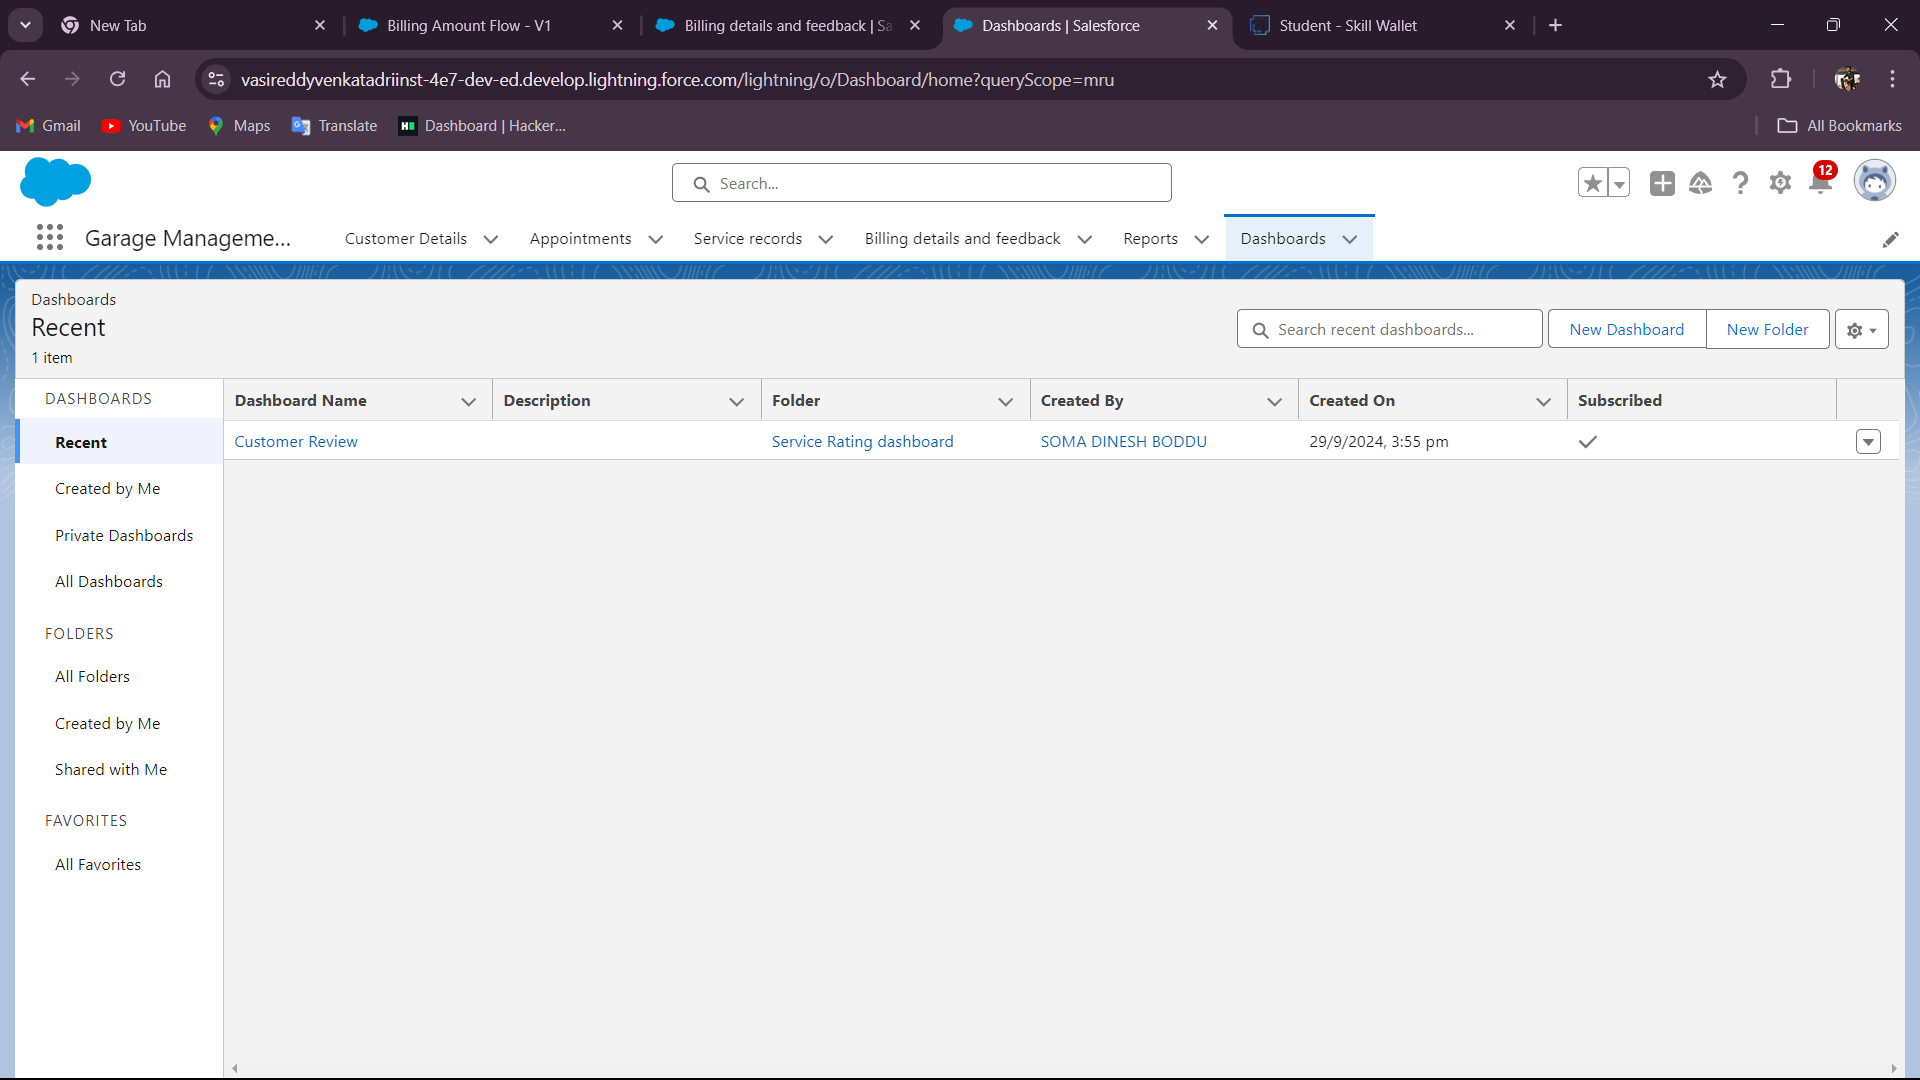 New Tab
Billing Amount Flow - V1
Billing details and feedback | Sa
Dashboards | Salesforce
Student - Skill Wallet
vasireddyvenkatadriinst-4e7-dev-ed.develop.lightning.force.com/lightning/o/Dashboard/home?queryScope=mru
Gmail
YouTube
Maps
Translate
Dashboard | Hacker...
All Bookmarks
Search...
12
Garage Manageme...
Customer Details
Appointments
Service records
Billing details and feedback
Reports
Dashboards
Dashboards
Recent
1 item
Search recent dashboards...
New Dashboard
New Folder
DASHBOARDS
Recent
Created by Me
Private Dashboards
All Dashboards
FOLDERS
All Folders
Created by Me
Shared with Me
FAVORITES
All Favorites
Dashboard Name
Description
Folder
Created By
Created On
Subscribed
Customer Review
Service Rating dashboard
SOMA DINESH BODDU
29/9/2024, 3:55 pm